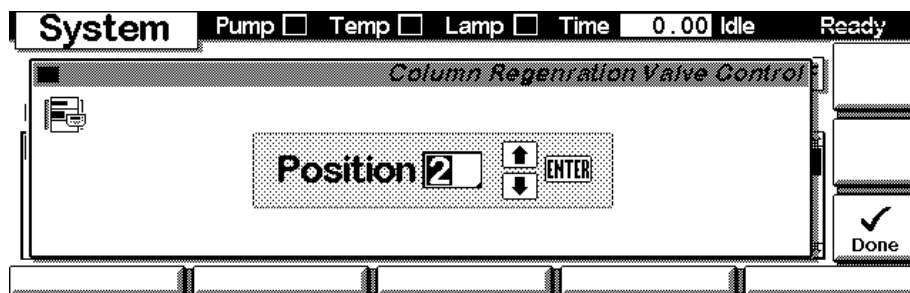 System Pump Temp Lamp Time 0.00 Idle Ready
Column Regenration Valve Control
Position 2 ENTER
Done